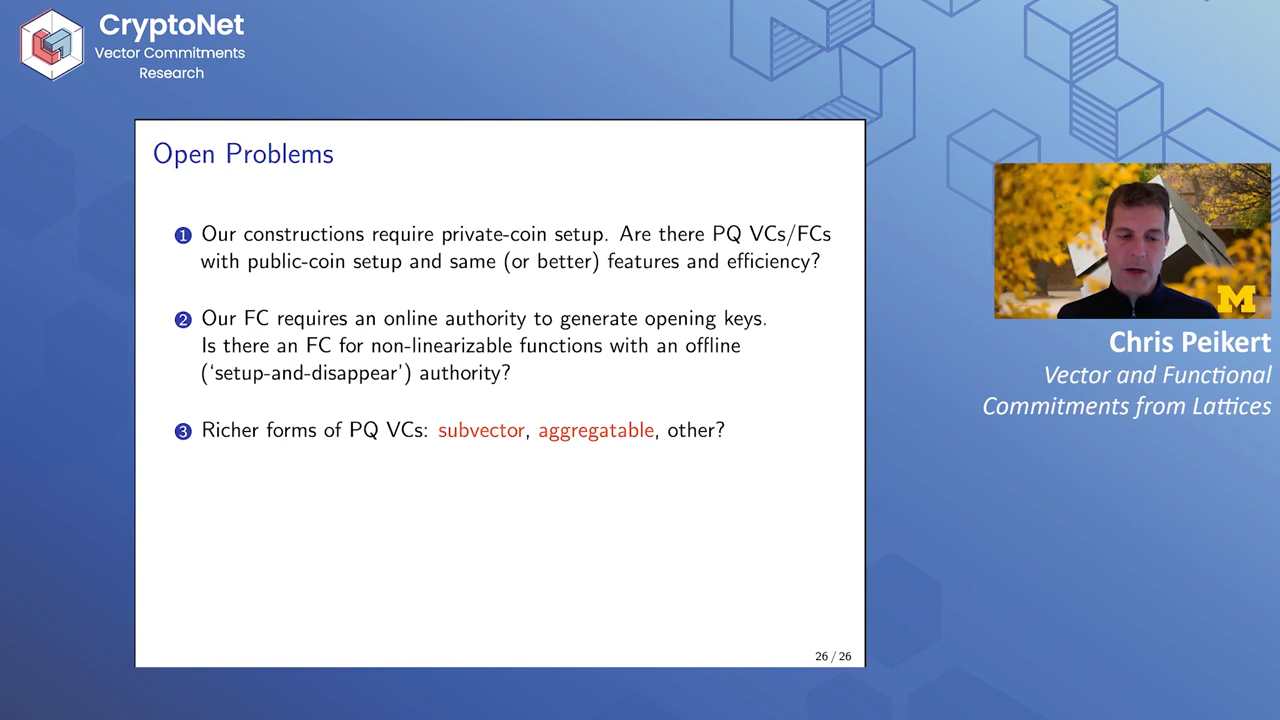 CryptoNet
Vector Commitments
Research
Open Problems
1 Our constructions require private-coin setup. Are there PQ VCs/FCs
with public-coin setup and same (or better) features and efficiency?
2 Our FC requires an online authority to generate opening keys.
Is there an FC for non-linearizable functions with an offline
(‘setup-and-disappear’) authority?
3 Richer forms of PQ VCs: subvector, aggregatable, other?
26 / 26
M
Chris Peikert
Vector and Functional
Commitments from Lattices